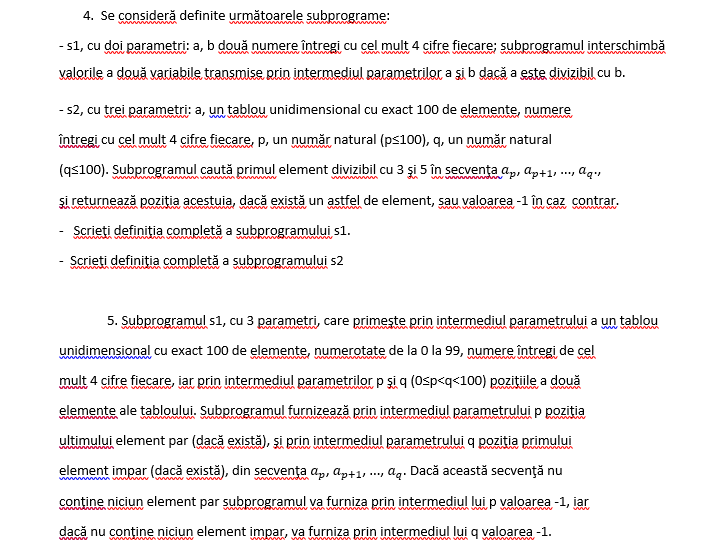 4. Se consideră definite următoarele subprograme:
- s1, cu doi parametri: a, b două numere întregi cu cel mult 4 cifre fiecare; subprogramul interschimbă
valorile a două variabile transmise prin intermediul parametrilor a şi b dacă a este divizibil cu b.
- s2, cu trei parametri: a, un tablou unidimensional cu exact 100 de elemente, numere
întregi cu cel mult 4 cifre fiecare, p, un număr natural (p≤100), q, un număr natural
(q≤100). Subprogramul caută primul element divizibil cu 3 şi 5 în secvenţa aₚ, aₚ₊₁, ..., a_q.,
şi returnează poziţia acestuia, dacă există un astfel de element, sau valoarea -1 în caz contrar.
- Scrieţi definiţia completă a subprogramului s1.
- Scrieţi definiţia completă a subprogramului s2
5. Subprogramul s1, cu 3 parametri, care primeşte prin intermediul parametrului a un tablou
unidimensional cu exact 100 de elemente, numerotate de la 0 la 99, numere întregi de cel
mult 4 cifre fiecare, iar prin intermediul parametrilor p şi q (0≤p<q<100) poziţiile a două
elemente ale tabloului. Subprogramul furnizează prin intermediul parametrului p poziţia
ultimului element par (dacă există), şi prin intermediul parametrului q poziţia primului
element impar (dacă există), din secvenţa aₚ, aₚ₊₁, ..., a_q. Dacă această secvenţă nu
conţine niciun element par subprogramul va furniza prin intermediul lui p valoarea -1, iar
dacă nu conţine niciun element impar, va furniza prin intermediul lui q valoarea -1.